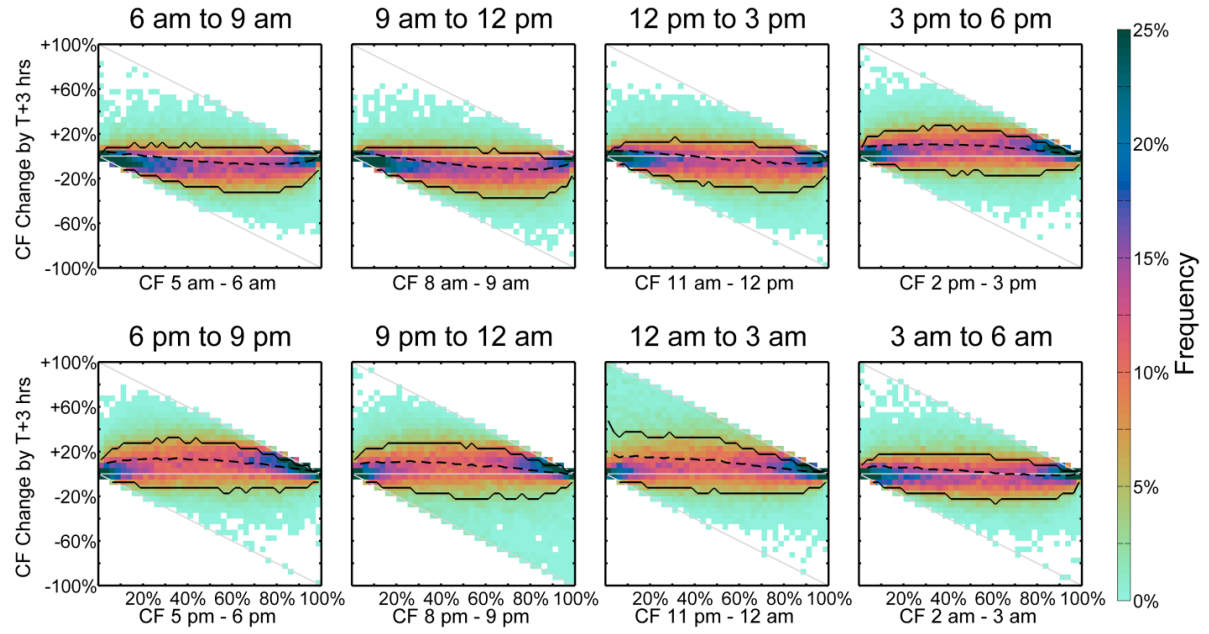 6 am to 9 am
9 am to 12 pm
12 pm to 3 pm
3 pm to 6 pm
25%
+100%
+60%
+20%
-20%
-60%
-100%
CF Change by T+3 hrs
CF 5 am - 6 am
CF 8 am - 9 am
CF 11 am - 12 pm
CF 2 pm - 3 pm
20%
15%
10%
5%
0%
Frequency
6 pm to 9 pm
9 pm to 12 am
12 am to 3 am
3 am to 6 am
+100%
+60%
+20%
-20%
-60%
-100%
CF Change by T+3 hrs
20% 40% 60% 80% 100%
20% 40% 60% 80% 100%
20% 40% 60% 80% 100%
20% 40% 60% 80% 100%
CF 5 pm - 6 pm
CF 8 pm - 9 pm
CF 11 pm - 12 am
CF 2 am - 3 am